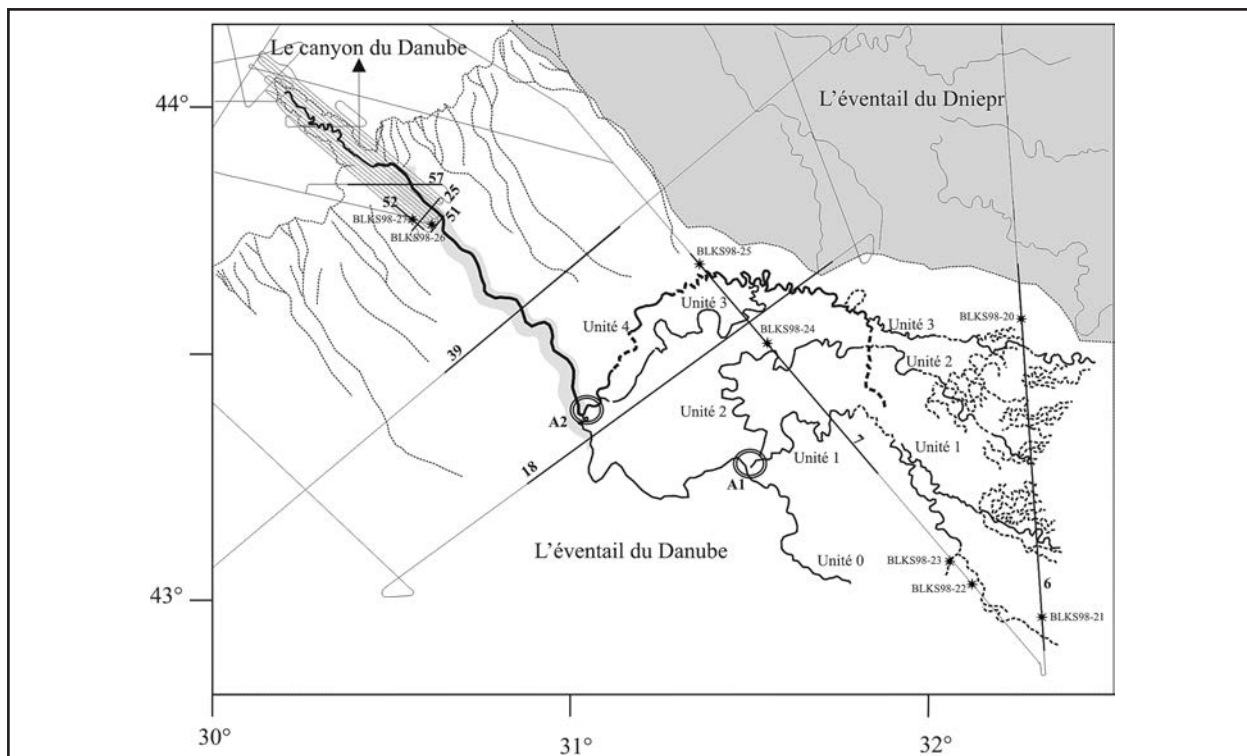 Le canyon du Danube
44°
L'éventail du Dniepr
57
52
25
BLKS98-27
51
BLKS98-26
BLKS98-25
Unité 3
Unité 4
BLKS98-20
Unité 3
BLKS98-24
39
Unité 2
A2
Unité 2
7
Unité 1
18
Unité 1
A1
L'éventail du Danube
Unité 0
BLKS98-23
BLKS98-22
6
43°
BLKS98-21
30°
31°
32°